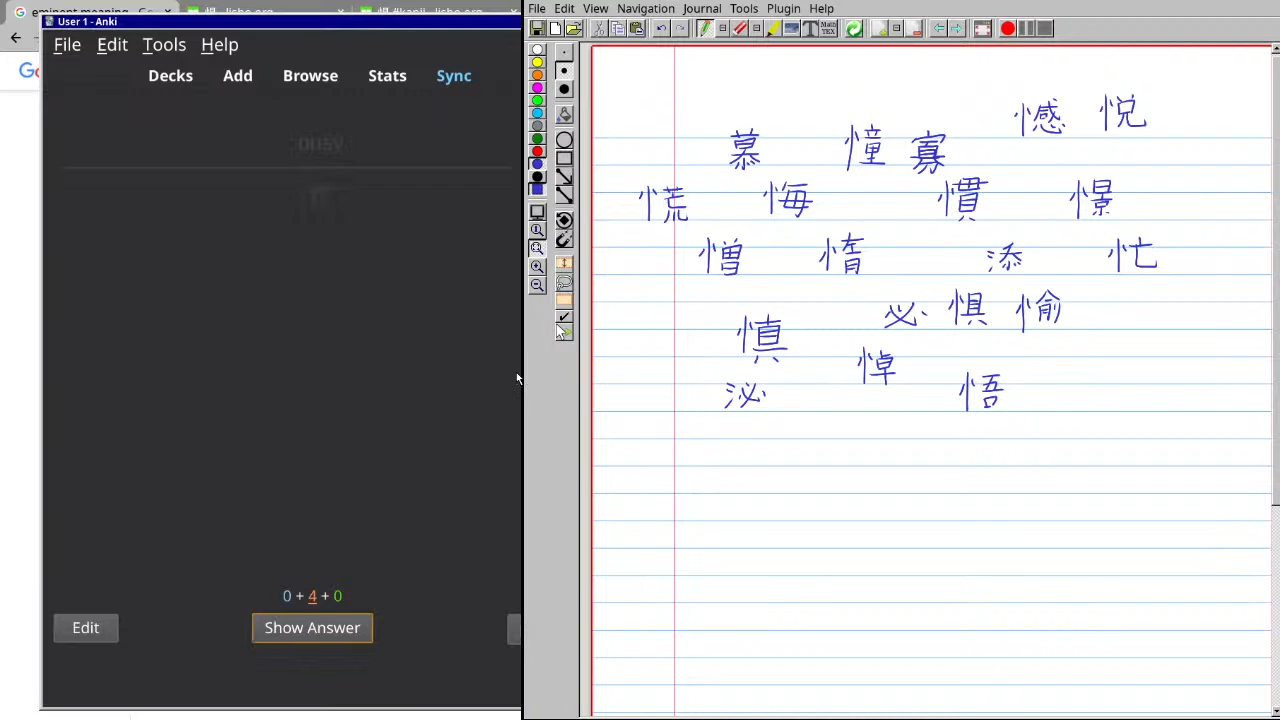 User 1 - Anki
File Edit Tools Help
Decks Add Browse Stats Sync
0 + 4 + 0
Edit
Show Answer
File Edit View Navigation Journal Tools Plugin Help
憾 悦
慕 憧 寡
慌 悔 慣 憬
憎 惰 添 忙
必 惧 愉
慎
悼
泌 悟